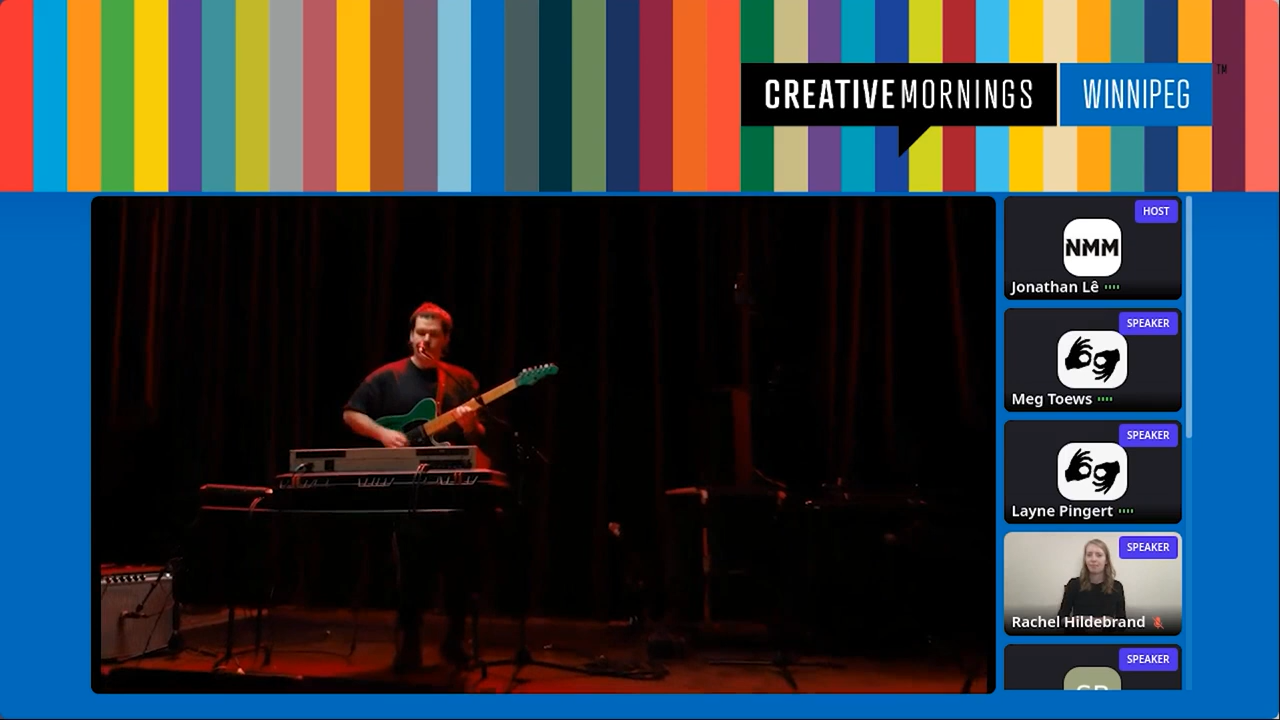 CREATIVEMORNINGS WINNIPEG ™
HOST
NMM
Jonathan Lê
SPEAKER
Meg Toews
SPEAKER
Layne Pingert
SPEAKER
Rachel Hildebrand
SPEAKER